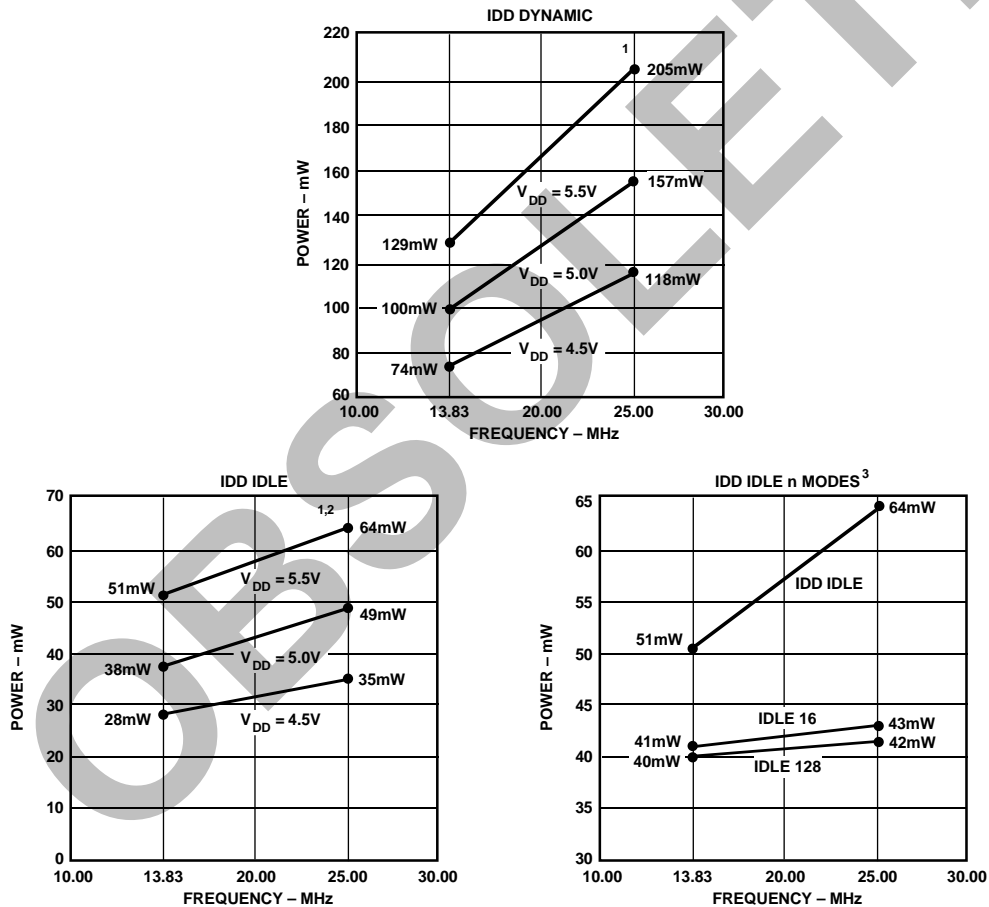 IDD DYNAMIC
220
200
180
160
140
120
100
80
60
POWER – mW
1
205mW
157mW
V DD = 5.5V
129mW
V DD = 5.0V
118mW
100mW
V DD = 4.5V
74mW
10.00 13.83 20.00 25.00 30.00
FREQUENCY – MHz
IDD IDLE
70
60
50
40
30
20
10
0
POWER – mW
1,2
64mW
V DD = 5.5V
51mW
49mW
V DD = 5.0V
38mW
35mW
28mW
V DD = 4.5V
10.00 13.83 20.00 25.00 30.00
FREQUENCY – MHz
IDD IDLE n MODES 3
65
60
55
50
45
40
35
30
POWER – mW
64mW
IDD IDLE
51mW
IDLE 16
43mW
41mW
42mW
40mW
IDLE 128
10.00 13.83 20.00 25.00 30.00
FREQUENCY – MHz
OBSOLET